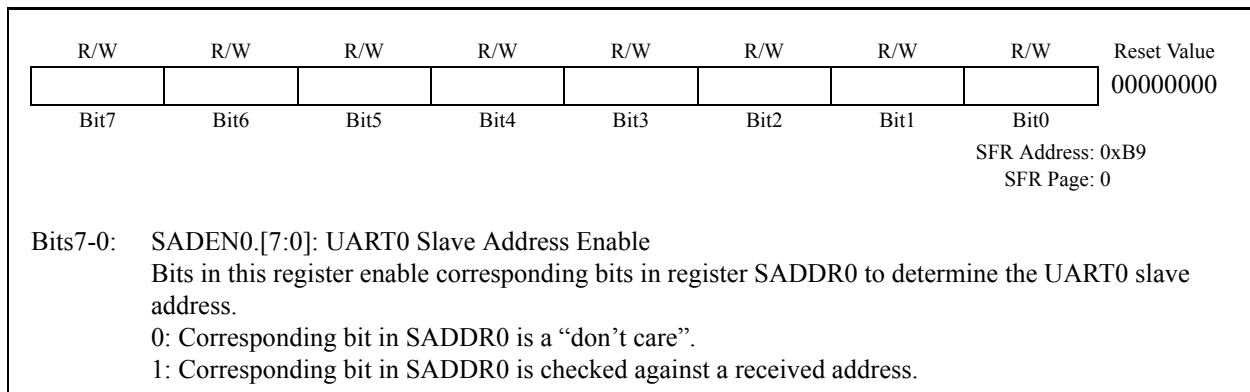 R/W R/W R/W R/W R/W R/W R/W R/W Reset Value
00000000
Bit7 Bit6 Bit5 Bit4 Bit3 Bit2 Bit1 Bit0
SFR Address: 0xB9
SFR Page: 0
Bits7-0: SADEN0.[7:0]: UART0 Slave Address Enable
Bits in this register enable corresponding bits in register SADDR0 to determine the UART0 slave
address.
0: Corresponding bit in SADDR0 is a “don’t care”.
1: Corresponding bit in SADDR0 is checked against a received address.